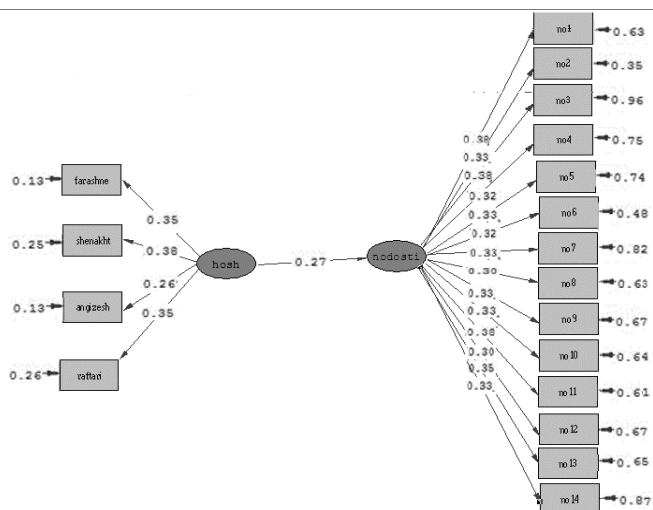 no1 0.63
no2 0.35
no3 0.96
0.38
no4 0.75
0.33
0.38
no5 0.74
0.13 farashne
0.32
0.35
0.33
no6 0.48
0.32
0.25 shenakht
0.38
hosh 0.27 nodosti
0.33
no7 0.82
0.30
no8 0.63
0.26
0.33
0.13 angizesh
0.35
0.33
no9 0.67
0.38
0.30
no10 0.64
0.35
0.26 raftari
0.33
no11 0.61
no12 0.67
no13 0.65
no14 0.87